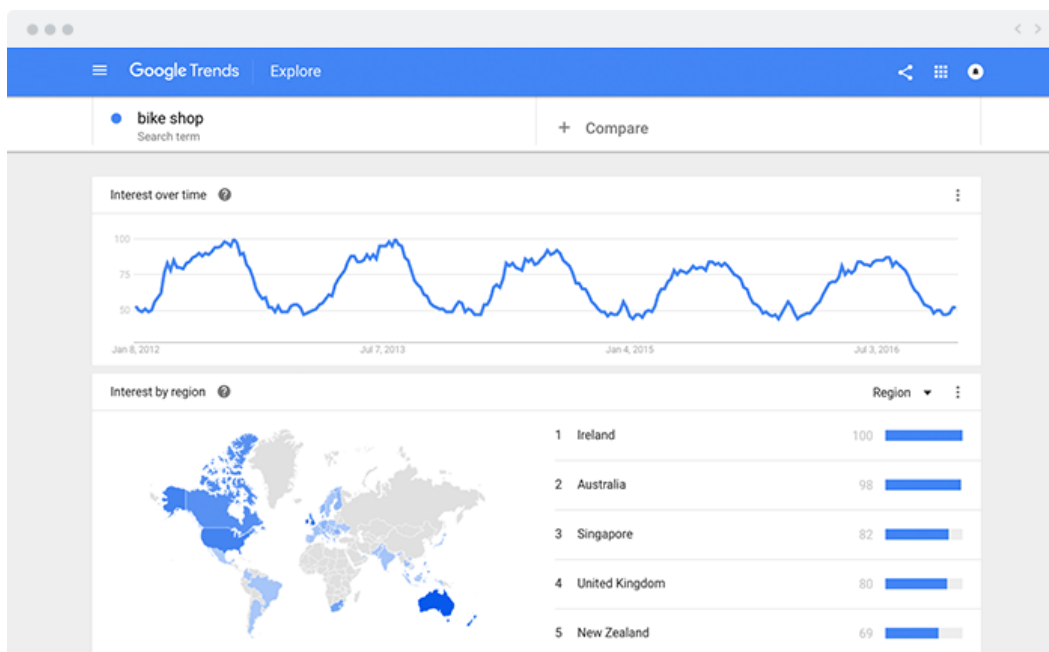 Google Trends Explore
bike shop
Search term
+ Compare
Interest over time
100
75
50
Jan 8, 2012 Jul 7, 2013 Jan 4, 2015 Jul 3, 2016
Interest by region Region
1 Ireland 100
2 Australia 98
3 Singapore 82
4 United Kingdom 80
5 New Zealand 69